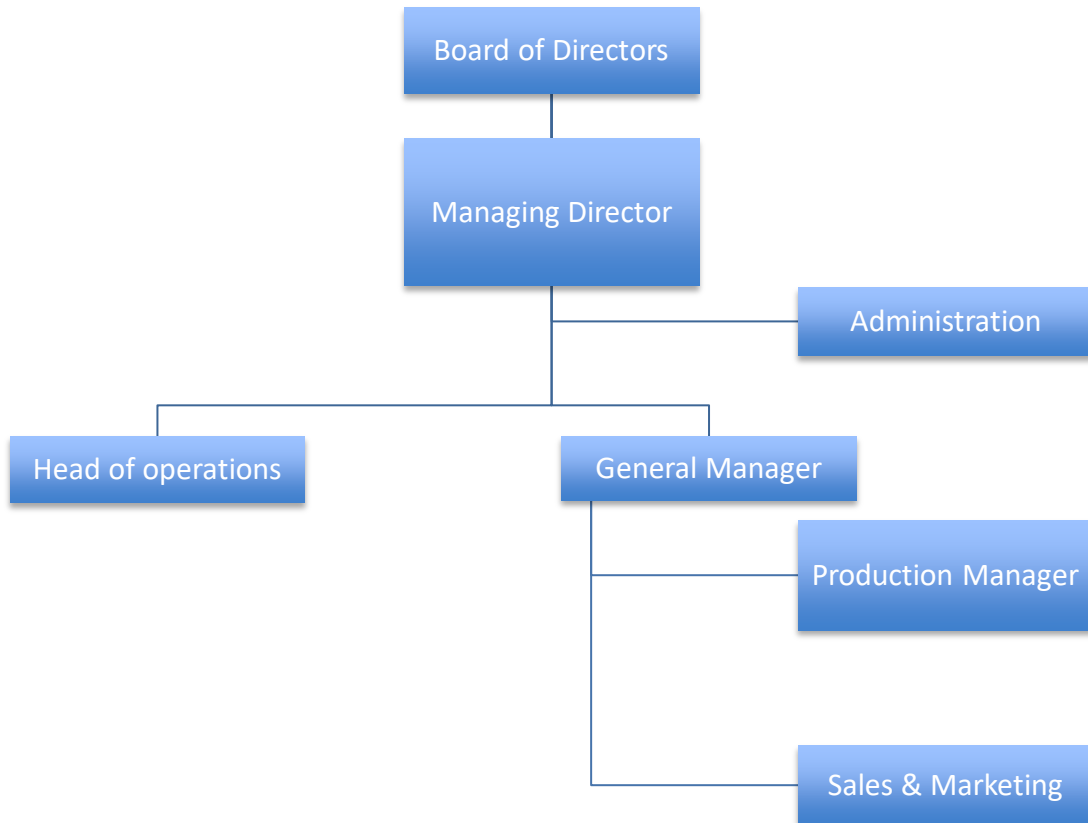 Board of Directors
Managing Director
Administration
Head of operations
General Manager
Production Manager
Sales & Marketing